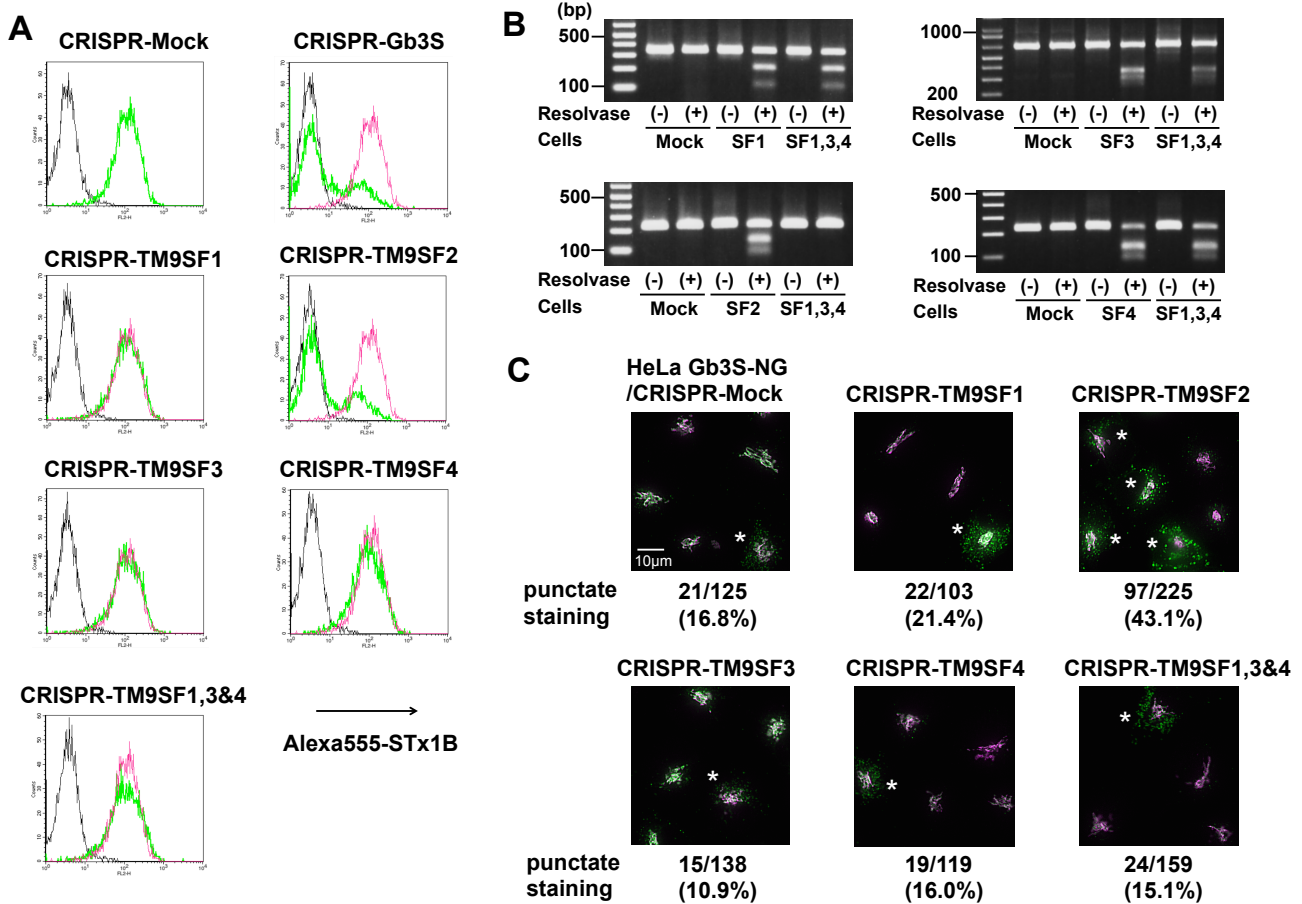 A
CRISPR-Mock
CRISPR-Gb3S
Counts
FL2-H
CRISPR-TM9SF1
CRISPR-TM9SF2
CRISPR-TM9SF3
CRISPR-TM9SF4
CRISPR-TM9SF1,3&4
Alexa555-STx1B
B
(bp)
500
100
Resolvase (-) (+) (-) (+) (-) (+)
Cells Mock SF1 SF1,3,4
1000
200
Resolvase (-) (+) (-) (+) (-) (+)
Cells Mock SF3 SF1,3,4
500
100
Resolvase (-) (+) (-) (+) (-) (+)
Cells Mock SF2 SF1,3,4
500
100
Resolvase (-) (+) (-) (+) (-) (+)
Cells Mock SF4 SF1,3,4
C
HeLa Gb3S-NG
/CRISPR-Mock
CRISPR-TM9SF1
CRISPR-TM9SF2
*
10μm
punctate 21/125 22/103 97/225
staining (16.8%) (21.4%) (43.1%)
CRISPR-TM9SF3
CRISPR-TM9SF4
CRISPR-TM9SF1,3&4
punctate 15/138 19/119 24/159
staining (10.9%) (16.0%) (15.1%)